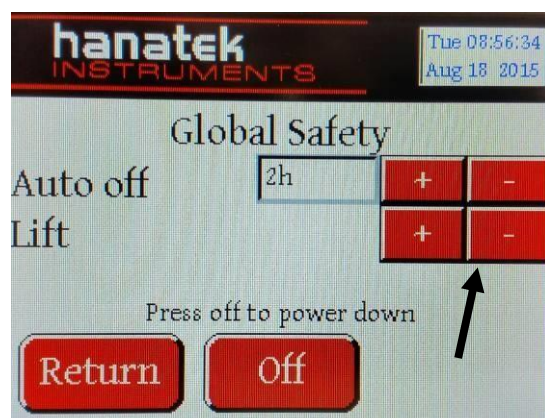 hanatek
INSTRUMENTS
Tue 08:56:34
Aug 18 2015
Global Safety
Auto off 2h + -
Lift + -
Press off to power down
Return Off